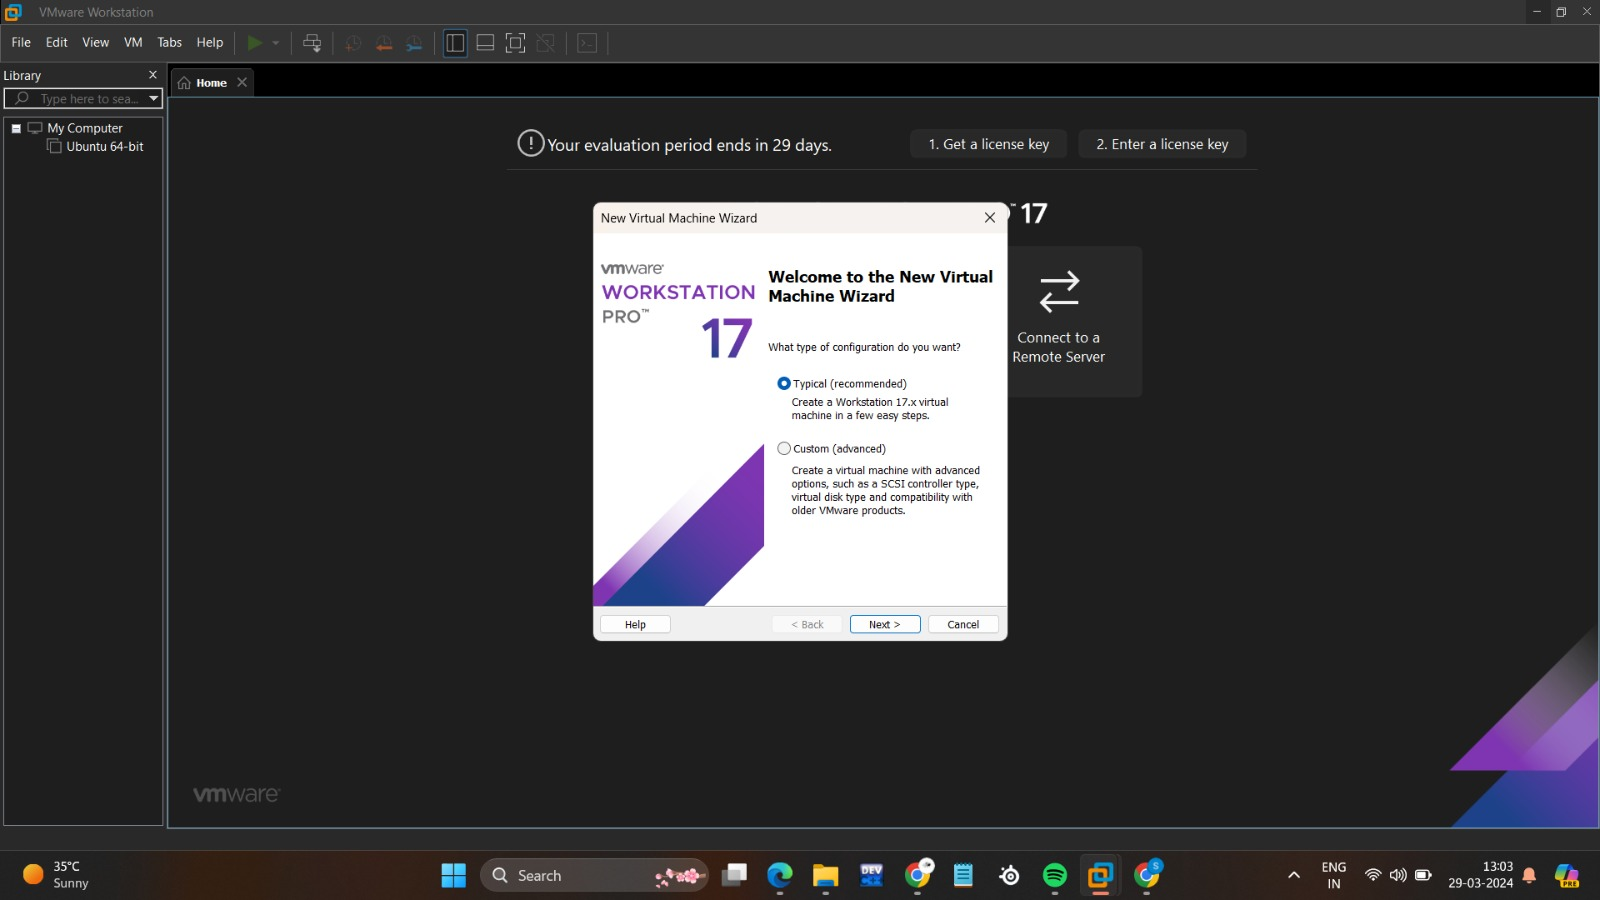 VMware Workstation
File Edit View VM Tabs Help
Library
Home
Type here to sea...
My Computer
Ubuntu 64-bit
Your evaluation period ends in 29 days.
1. Get a license key
2. Enter a license key
™ 17
New Virtual Machine Wizard
vmware®
WORKSTATION
PRO™
17
Welcome to the New Virtual
Machine Wizard
What type of configuration do you want?
Typical (recommended)
Create a Workstation 17.x virtual
machine in a few easy steps.
Custom (advanced)
Create a virtual machine with advanced
options, such as a SCSI controller type,
virtual disk type and compatibility with
older VMware products.
Help
< Back
Next >
Cancel
Connect to a
Remote Server
vmware®
35°C
Sunny
Search
DEV
S
ENG
IN
13:03
29-03-2024
PRE